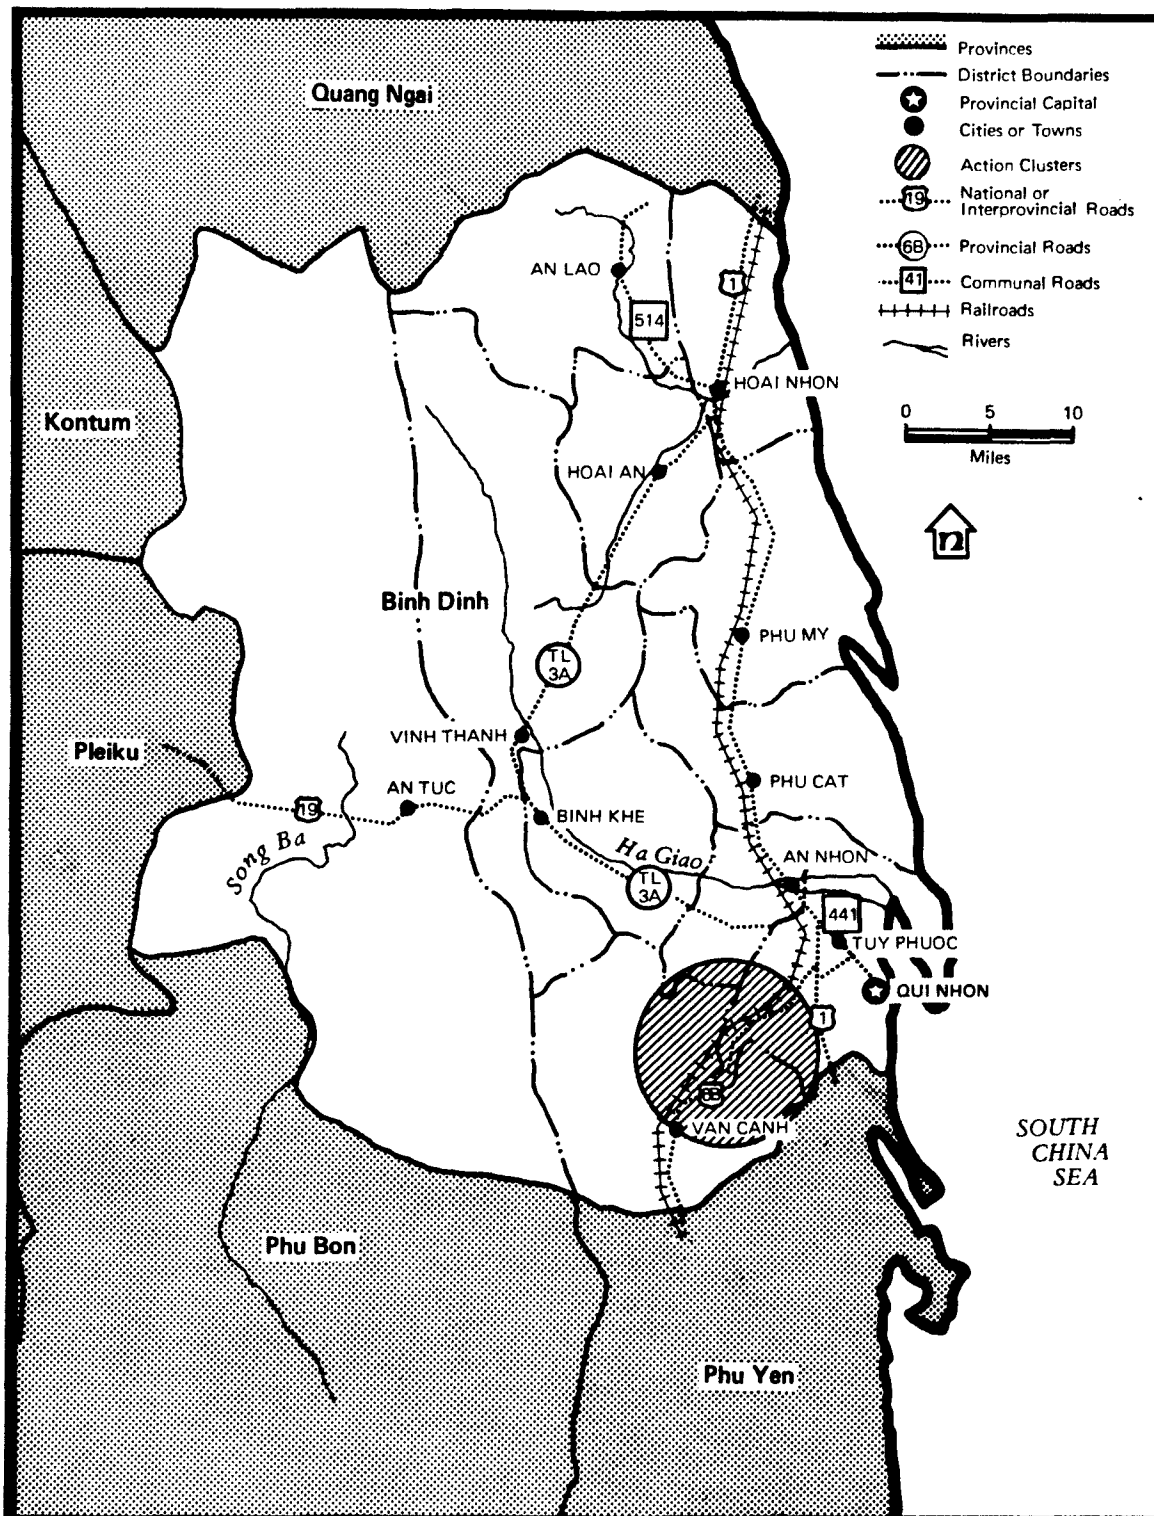 Quang Ngai
Provinces
District Boundaries
Provincial Capital
Cities or Towns
Action Clusters
19
National or
Interprovincial Roads
6B
Provincial Roads
41
Communal Roads
Railroads
Rivers
0 5 10
Miles
n
AN LAO
1
514
HOAI NHON
Kontum
HOAI AN
Binh Dinh
PHU MY
TL
3A
VINH THANH
Pleiku
AN TUC
PHU CAT
19
BINH KHE
Song Ba
Ha Giao
AN NHON
TL
3A
441
TUY PHUOC
QUI NHON
1
6B
VAN CANH
SOUTH
CHINA
SEA
Phu Bon
Phu Yen